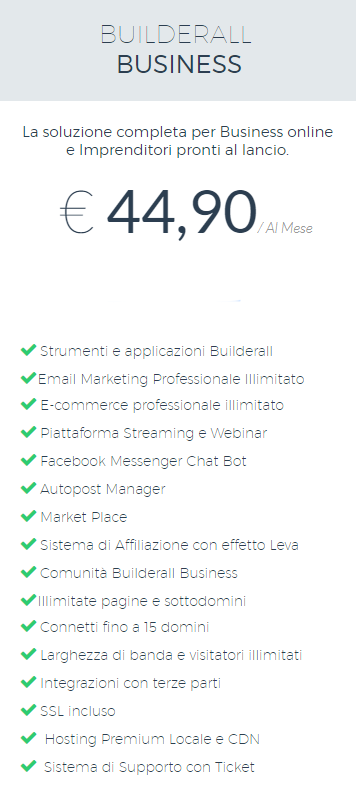 BUILDERALL
BUSINESS
La soluzione completa per Business online
e Imprenditori pronti al lancio.
€ 44,90 / Al Mese
Strumenti e applicazioni Builderall
Email Marketing Professionale Illimitato
E-commerce professionale illimitato
Piattaforma Streaming e Webinar
Facebook Messenger Chat Bot
Autopost Manager
Market Place
Sistema di Affiliazione con effetto Leva
Comunità Builderall Business
Illimitate pagine e sottodomini
Connetti fino a 15 domini
Larghezza di banda e visitatori illimitati
Integrazioni con terze parti
SSL incluso
Hosting Premium Locale e CDN
Sistema di Supporto con Ticket